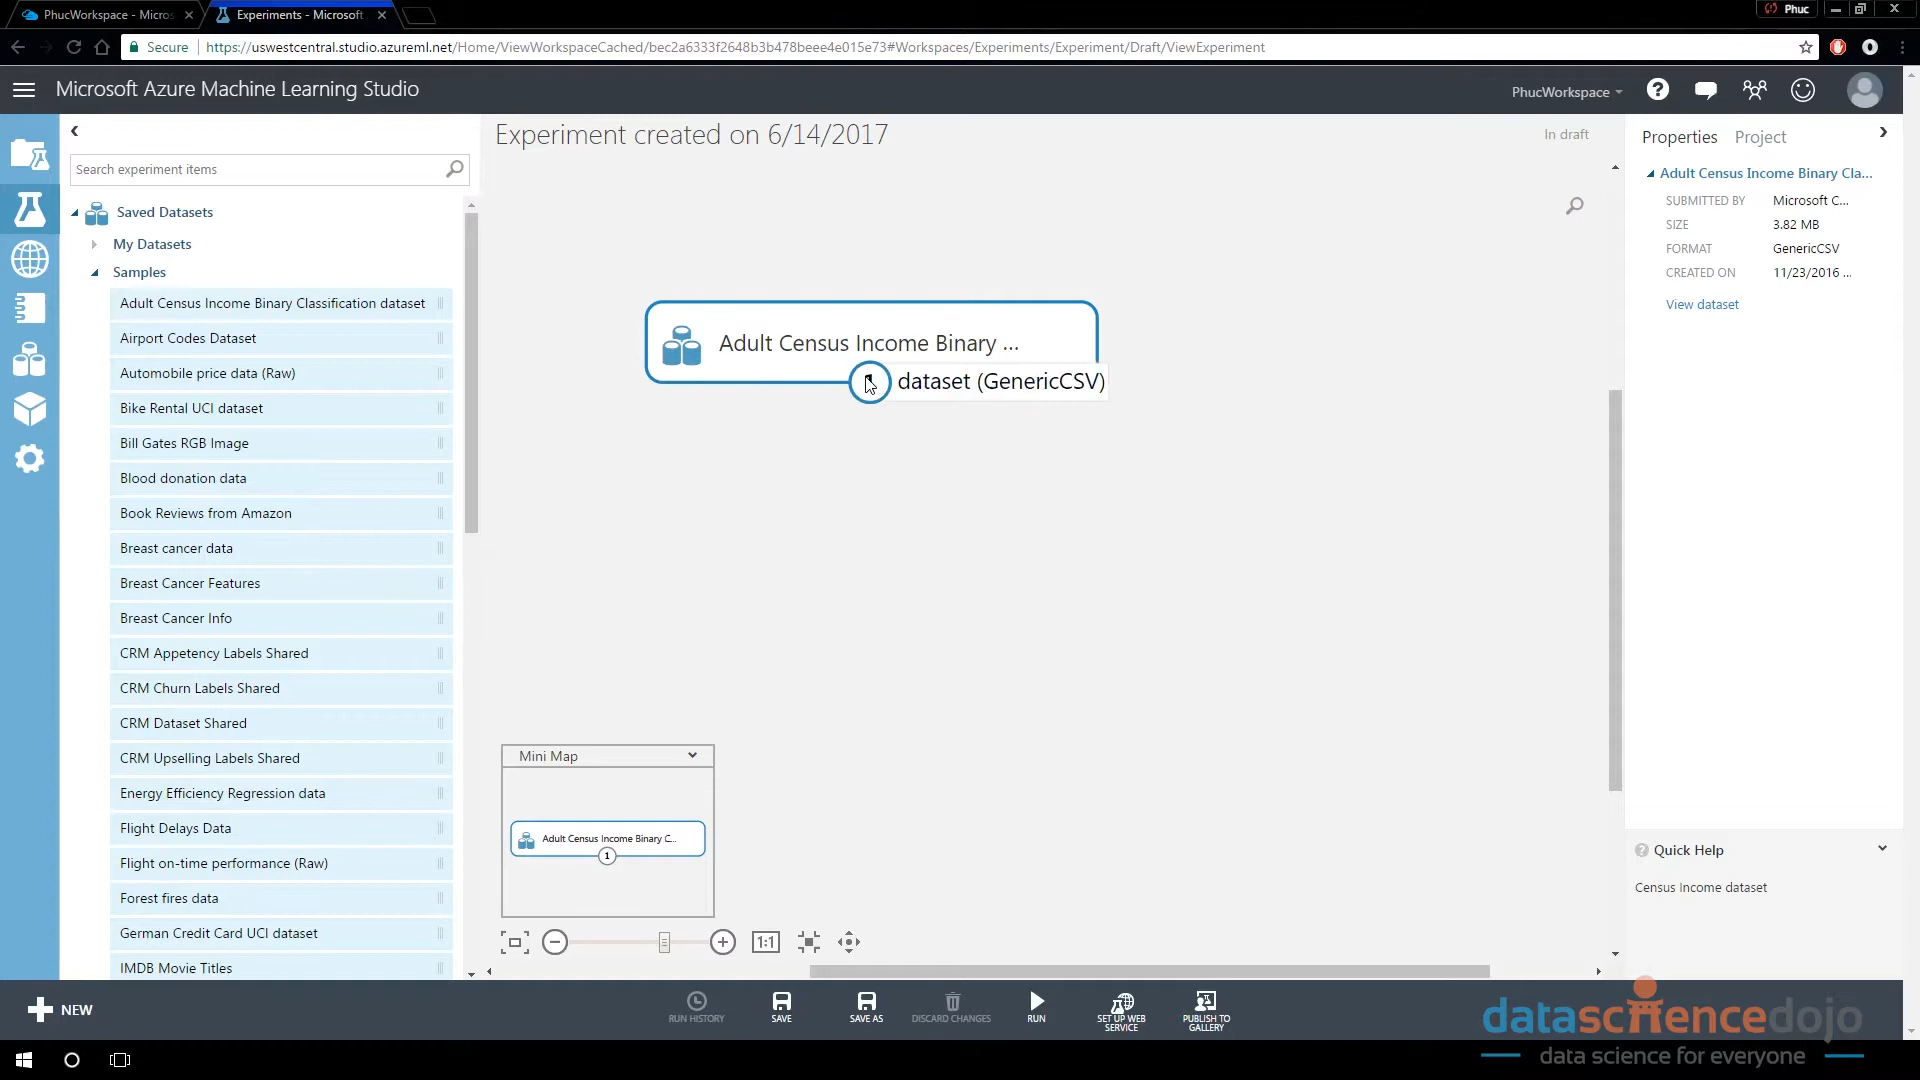 PhucWorkspace - Micros
Experiments - Microsoft
Phuc
Secure
https://uswestcentral.studio.azureml.net/Home/ViewWorkspaceCached/bec2a6333f2648b3b478beee4e015e73#Workspaces/Experiments/Experiment/Draft/ViewExperiment
Microsoft Azure Machine Learning Studio
PhucWorkspace
Experiment created on 6/14/2017
In draft
Search experiment items
Saved Datasets
My Datasets
Samples
Adult Census Income Binary Classification dataset
Airport Codes Dataset
Automobile price data (Raw)
Bike Rental UCI dataset
Bill Gates RGB Image
Blood donation data
Book Reviews from Amazon
Breast cancer data
Breast Cancer Features
Breast Cancer Info
CRM Appetency Labels Shared
CRM Churn Labels Shared
CRM Dataset Shared
CRM Upselling Labels Shared
Energy Efficiency Regression data
Flight Delays Data
Flight on-time performance (Raw)
Forest fires data
German Credit Card UCI dataset
IMDB Movie Titles
Adult Census Income Binary ...
dataset (GenericCSV)
Mini Map
Adult Census Income Binary C...
1
1:1
Properties Project
Adult Census Income Binary Cla...
SUBMITTED BY Microsoft C...
SIZE 3.82 MB
FORMAT GenericCSV
CREATED ON 11/23/2016 ...
View dataset
Quick Help
Census Income dataset
NEW
RUN HISTORY
SAVE
SAVE AS
DISCARD CHANGES
RUN
SET UP WEB
SERVICE
PUBLISH TO
GALLERY
datasciencedojo
data science for everyone